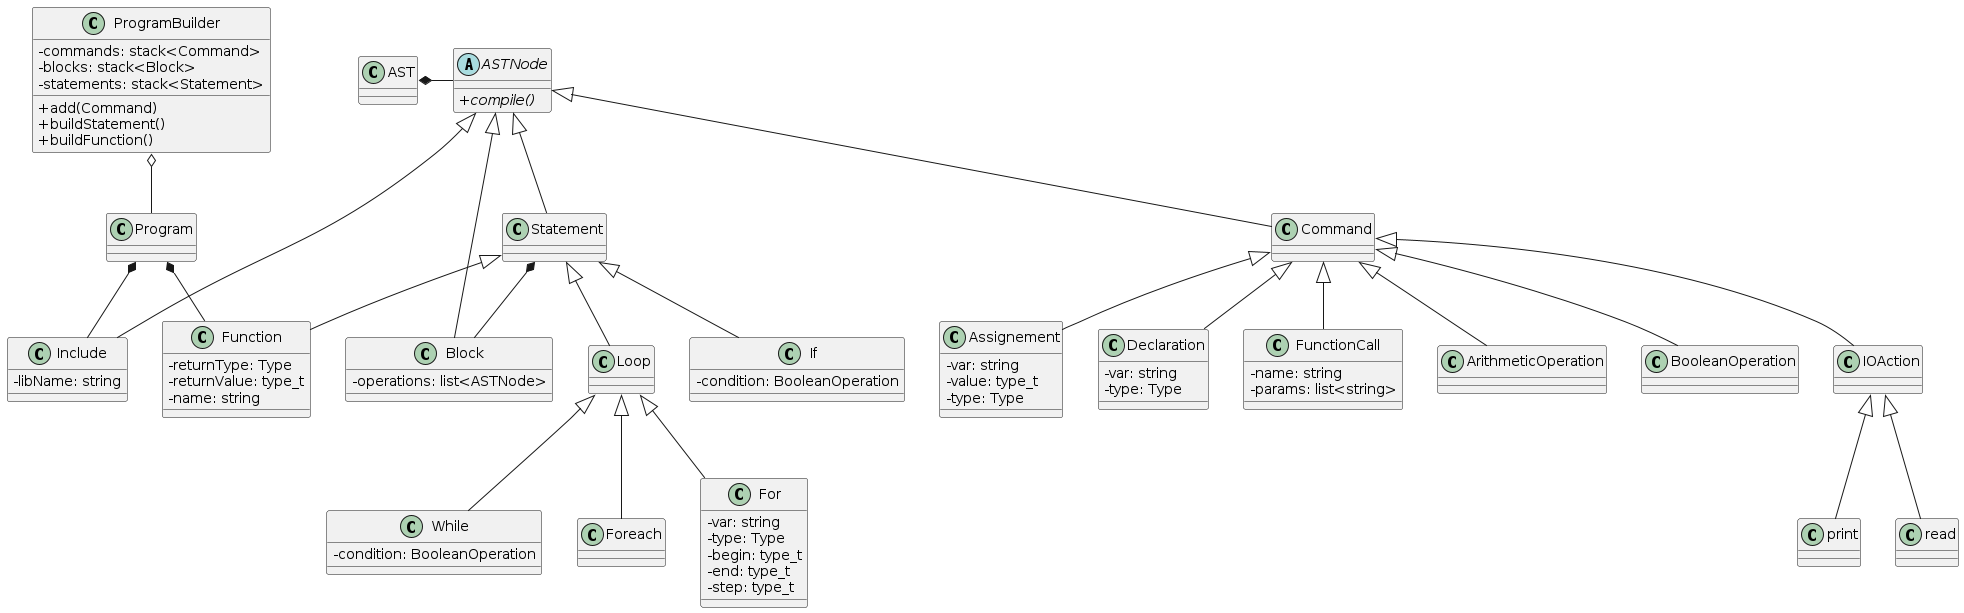 C ProgramBuilder
-commands: stack<Command>
-blocks: stack<Block>
-statements: stack<Statement>
+add(Command)
+buildStatement()
+buildFunction()
C AST
A ASTNode
+compile()
C Program
C Statement
C Command
C Include
-libName: string
C Function
-returnType: Type
-returnValue: type_t
-name: string
C Block
-operations: list<ASTNode>
C Loop
C If
-condition: BooleanOperation
C Assignement
-var: string
-value: type_t
-type: Type
C Declaration
-var: string
-type: Type
C FunctionCall
-name: string
-params: list<string>
C ArithmeticOperation
C BooleanOperation
C IOAction
C While
-condition: BooleanOperation
C Foreach
C For
-var: string
-type: Type
-begin: type_t
-end: type_t
-step: type_t
C print
C read